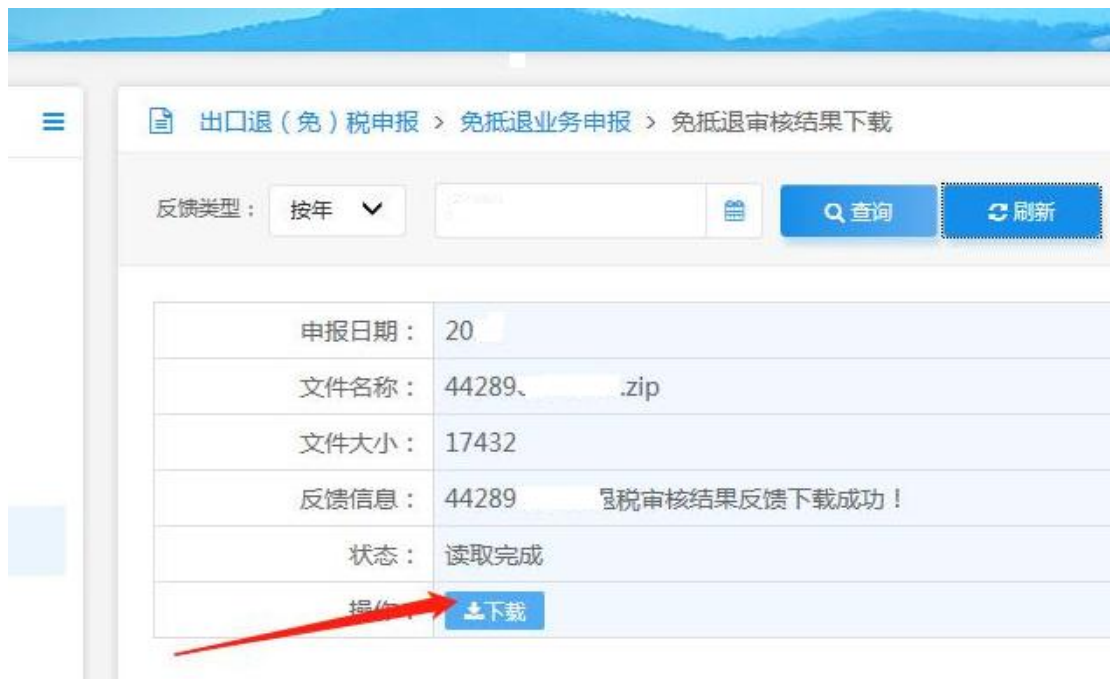 出口退（免）税申报 > 免抵退业务申报 > 免抵退审核结果下载
反馈类型： 按年 查询 刷新
申报日期： 20
文件名称： 44289 .zip
文件大小： 17432
反馈信息： 44289 税审核结果反馈下载成功！
状态： 读取完成
操作： 下载